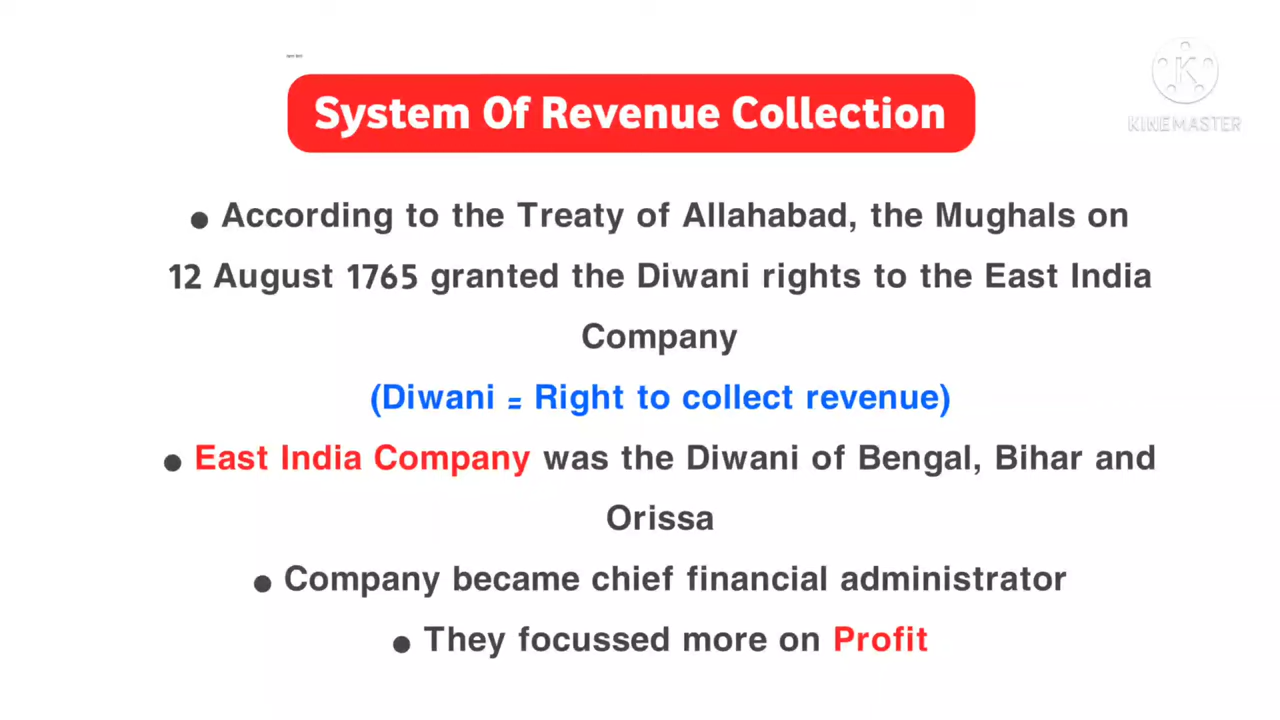 System Of Revenue Collection
KINEMASTER
• According to the Treaty of Allahabad, the Mughals on
12 August 1765 granted the Diwani rights to the East India
Company
(Diwani = Right to collect revenue)
• East India Company was the Diwani of Bengal, Bihar and
Orissa
• Company became chief financial administrator
• They focussed more on Profit